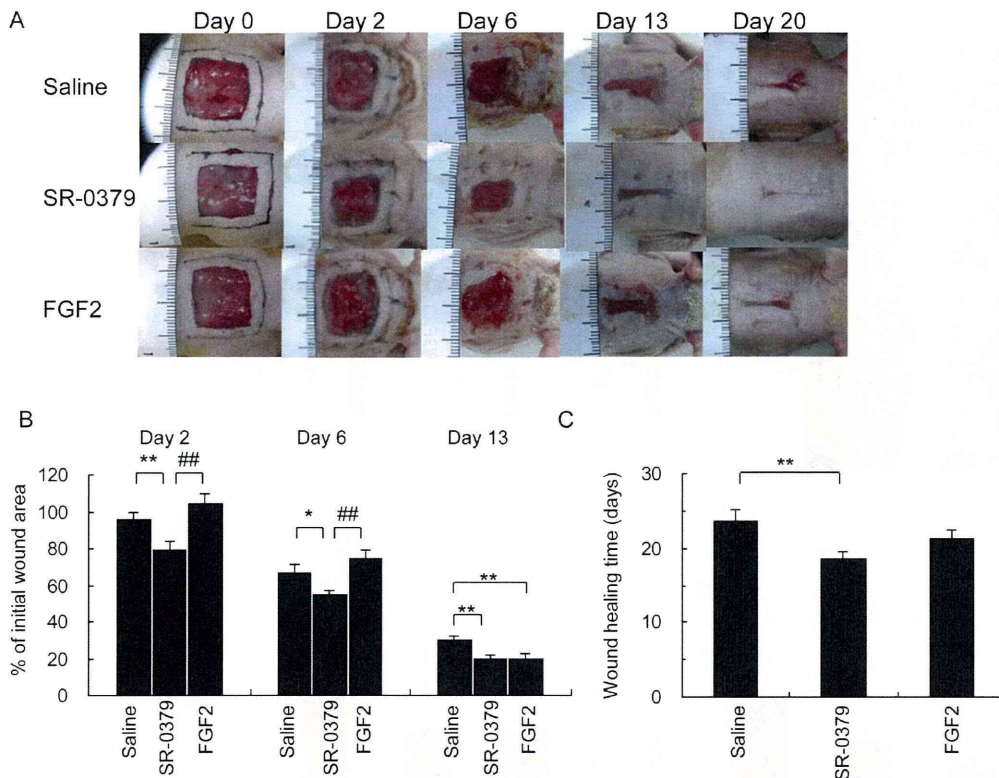 A
Day 0 Day 2 Day 6 Day 13 Day 20
Saline
SR-0379
FGF2
B
Day 2 Day 6 Day 13
% of initial wound area
120
100
80
60
40
20
0
** ##
* ##
**
**
Saline SR-0379 FGF2 Saline SR-0379 FGF2 Saline SR-0379 FGF2
C
Wound healing time (days)
30
20
10
0
**
Saline SR-0379 FGF2